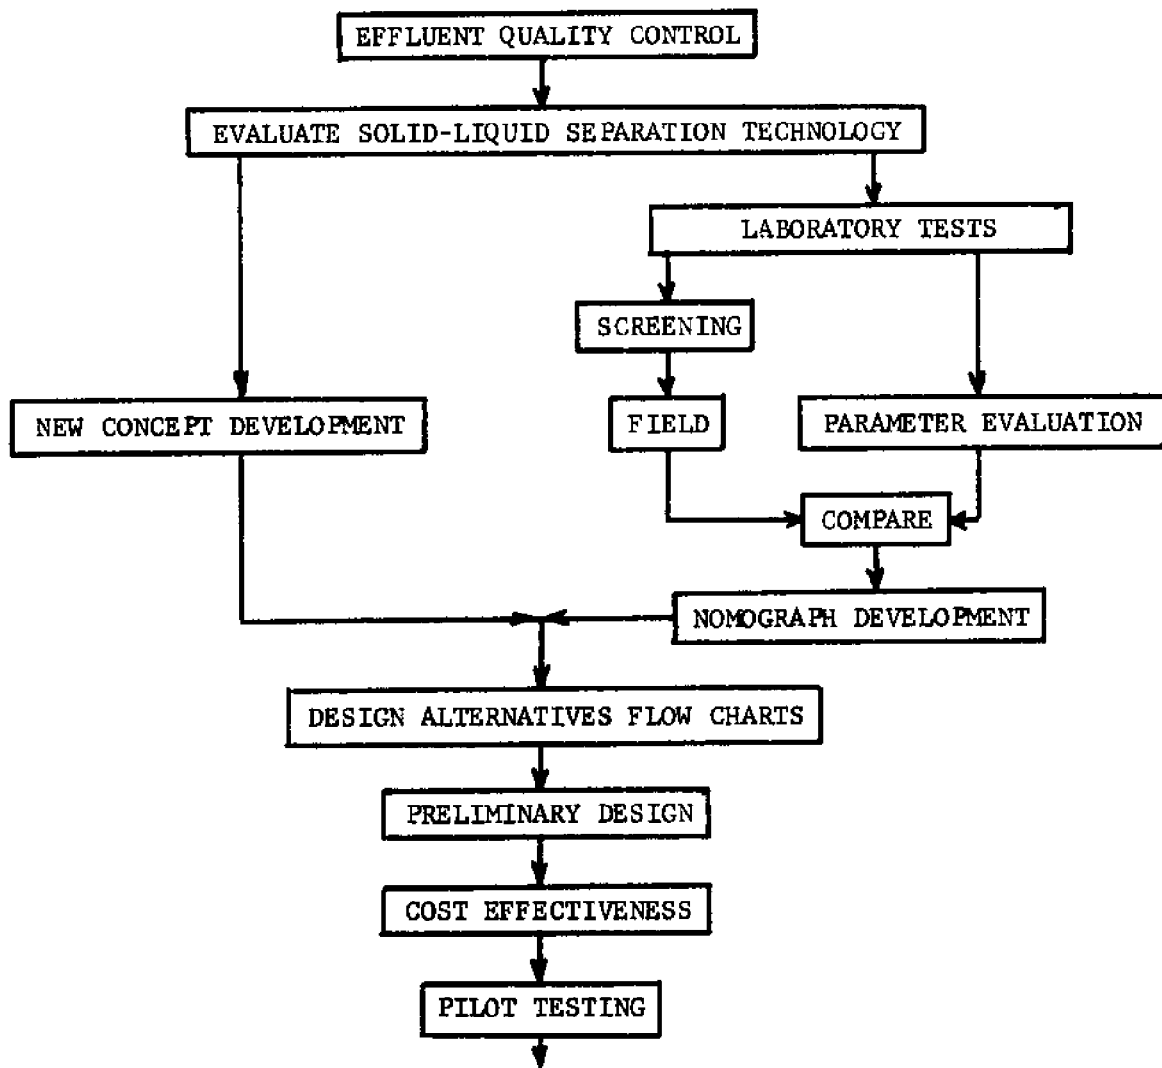 EFFLUENT QUALITY CONTROL
EVALUATE SOLID-LIQUID SEPARATION TECHNOLOGY
LABORATORY TESTS
SCREENING
NEW CONCEPT DEVELOPMENT
FIELD
PARAMETER EVALUATION
COMPARE
NOMOGRAPH DEVELOPMENT
DESIGN ALTERNATIVES FLOW CHARTS
PRELIMINARY DESIGN
COST EFFECTIVENESS
PILOT TESTING